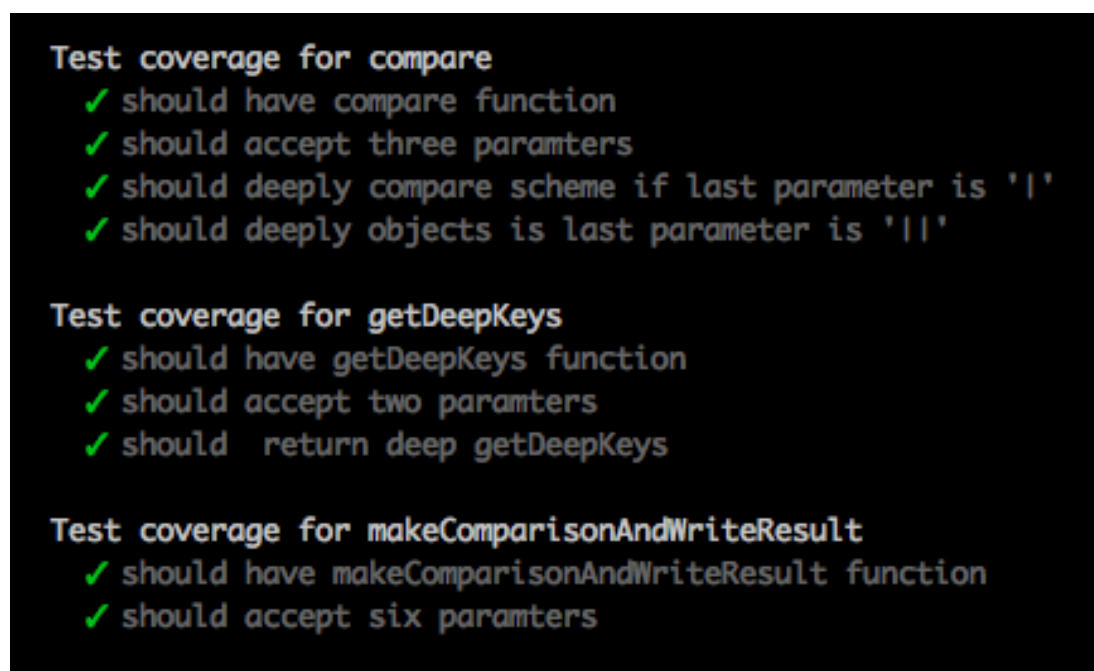 Test coverage for compare
✓ should have compare function
✓ should accept three paramters
✓ should deeply compare scheme if last parameter is '|'
✓ should deeply objects is last parameter is '||'
Test coverage for getDeepKeys
✓ should have getDeepKeys function
✓ should accept two paramters
✓ should  return deep getDeepKeys
Test coverage for makeComparisonAndWriteResult
✓ should have makeComparisonAndWriteResult function
✓ should accept six paramters